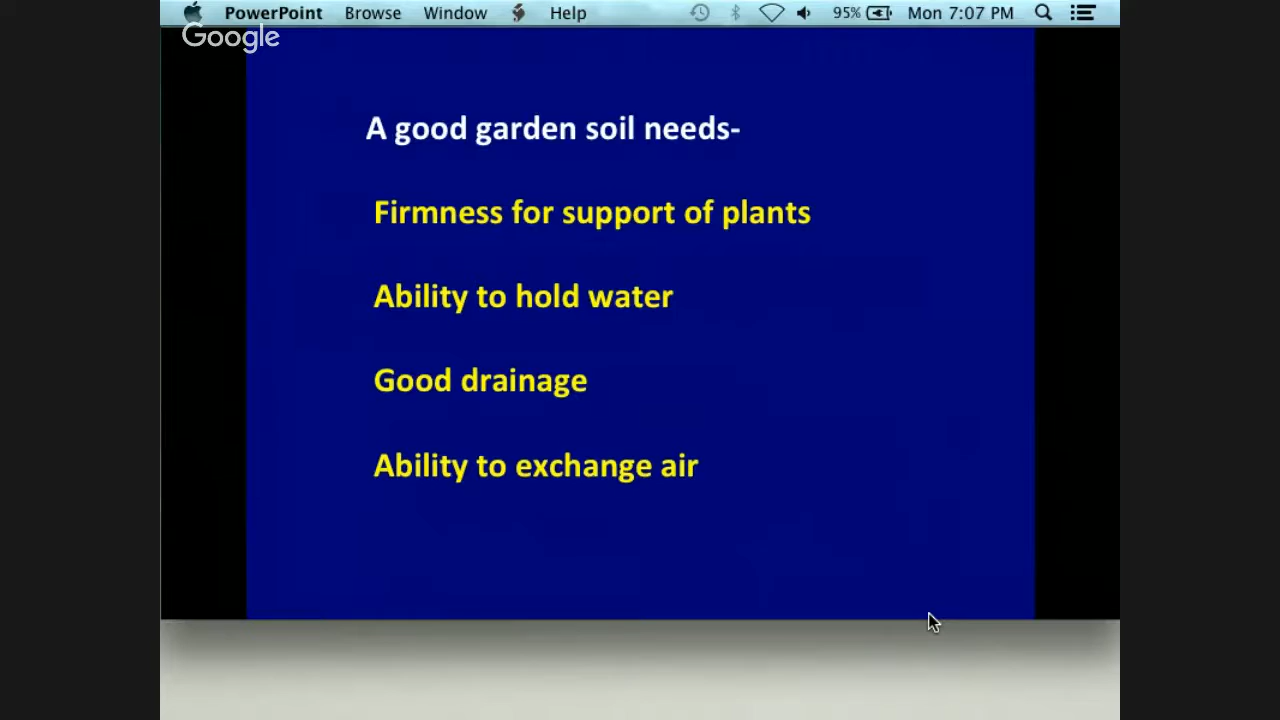 PowerPoint Browse Window Help 95% Mon 7:07 PM
Google
A good garden soil needs-
Firmness for support of plants
Ability to hold water
Good drainage
Ability to exchange air